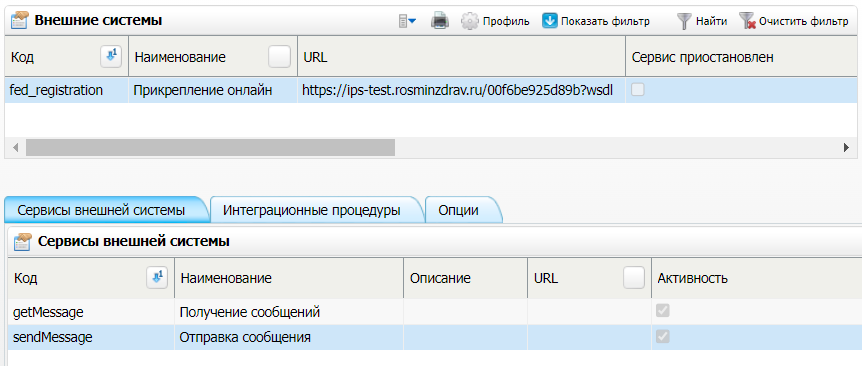 Внешние системы
Профиль Показать фильтр Найти Очистить фильтр
Код 1 Наименование URL Сервис приостановлен
fed_registration Прикрепление онлайн https://ips-test.rosminzdrav.ru/00f6be925d89b?wsdl
Сервисы внешней системы Интеграционные процедуры Опции
Сервисы внешней системы
Код 1 Наименование Описание URL Активность
getMessage Получение сообщений
sendMessage Отправка сообщения